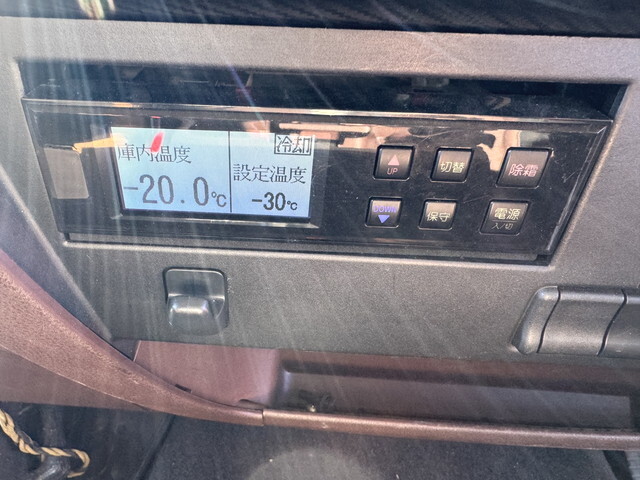 庫内温度
-20.0℃
冷却
設定温度
-30℃
UP
切替
除霜
DOWN
保守
電源
入/切